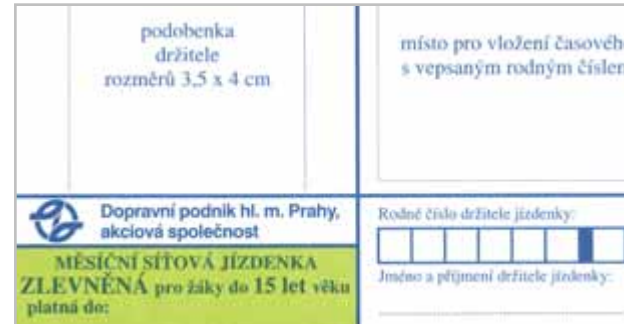 podobenka
držitele
rozměrů 3,5 x 4 cm
místo pro vložení časovéh
s vepsaným rodným číslem
Dopravní podnik hl. m. Prahy,
akciová společnost
MĚSÍČNÍ SÍŤOVÁ JÍZDENKA
ZLEVNĚNÁ pro žáky do 15 let věku
platná do:
Rodné číslo držitele jízdenky:
Jméno a příjmení držitele jízdenky: